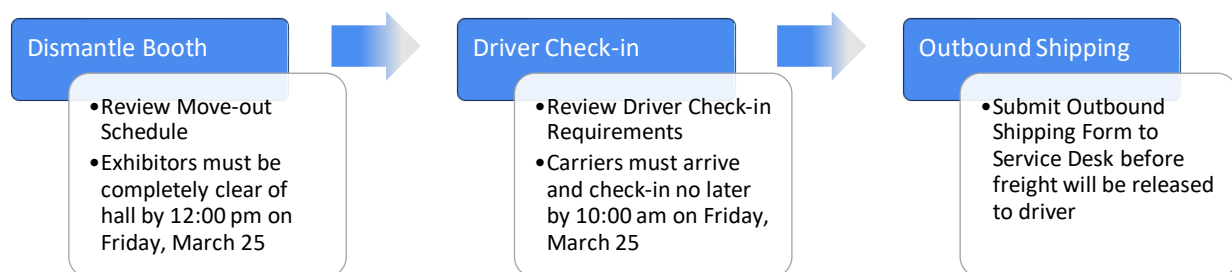 Dismantle Booth
•Review Move-out
Schedule
•Exhibitors must be
completely clear of
hall by 12:00 pm on
Friday, March 25
Driver Check-in
•Review Driver Check-in
Requirements
•Carriers must arrive
and check-in no later
by 10:00 am on Friday,
March 25
Outbound Shipping
•Submit Outbound
Shipping Form to
Service Desk before
freight will be released
to driver